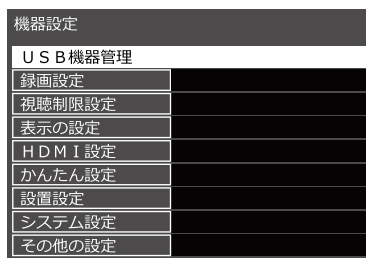 機器設定
ＵＳＢ機器管理
録画設定
視聴制限設定
表示の設定
ＨＤＭＩ設定
かんたん設定
設置設定
システム設定
その他の設定